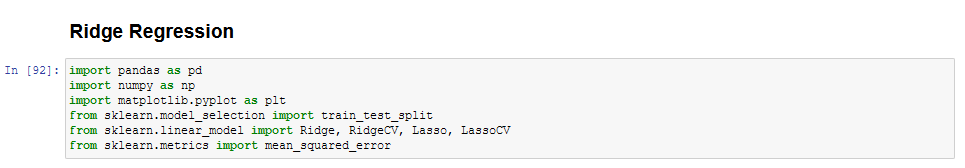 Ridge Regression
In [92]: import pandas as pd
import numpy as np
import matplotlib.pyplot as plt
from sklearn.model_selection import train_test_split
from sklearn.linear_model import Ridge, RidgeCV, Lasso, LassoCV
from sklearn.metrics import mean_squared_error